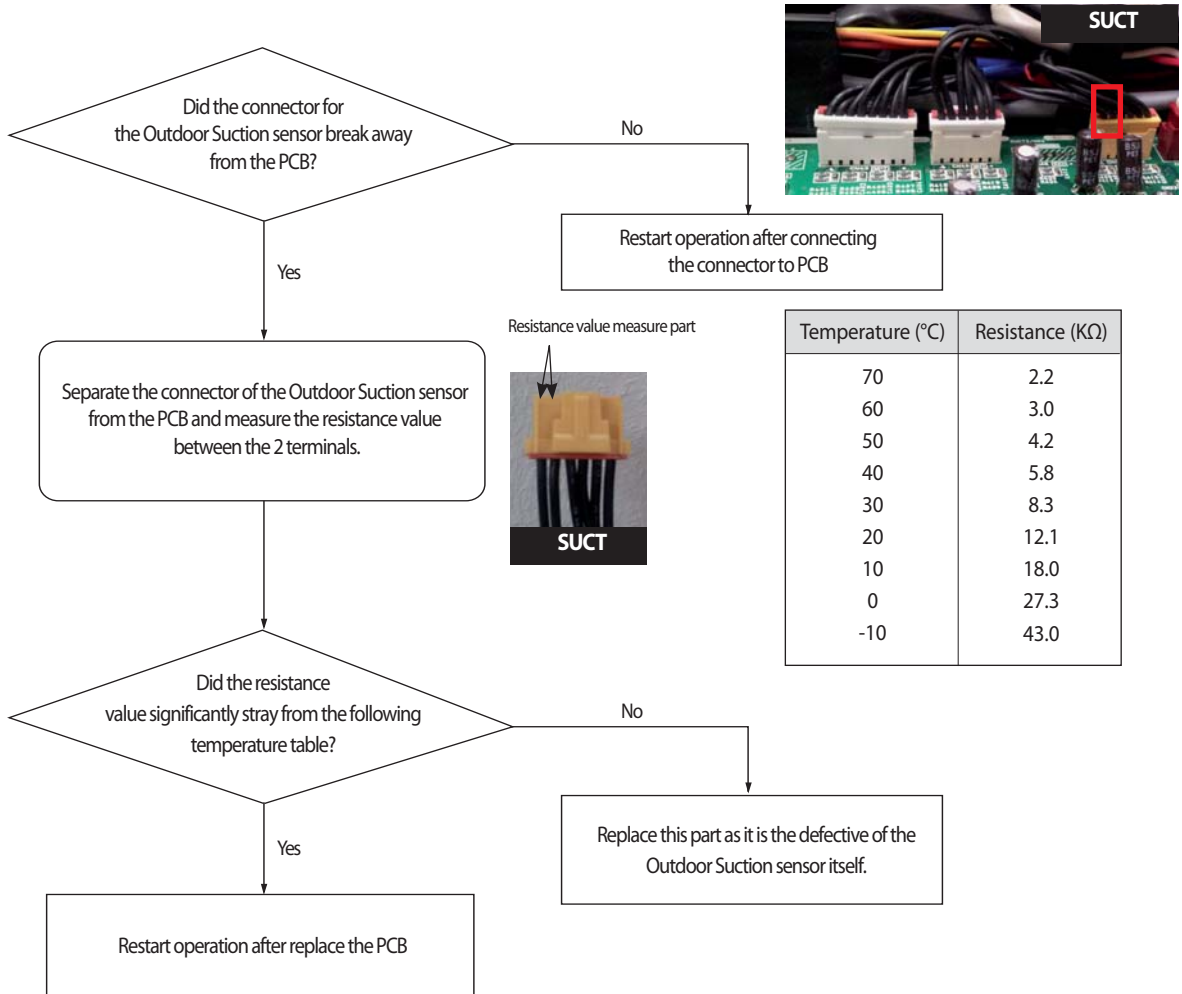 SUCT
Did the connector for
the Outdoor Suction sensor break away
from the PCB?
No
Restart operation after connecting
the connector to PCB
Yes
Resistance value measure part
Separate the connector of the Outdoor Suction sensor
from the PCB and measure the resistance value
between the 2 terminals.
SUCT
Temperature (°C) Resistance (KΩ)
70 2.2
60 3.0
50 4.2
40 5.8
30 8.3
20 12.1
10 18.0
0 27.3
-10 43.0
Did the resistance
value significantly stray from the following
temperature table?
No
Replace this part as it is the defective of the
Outdoor Suction sensor itself.
Yes
Restart operation after replace the PCB